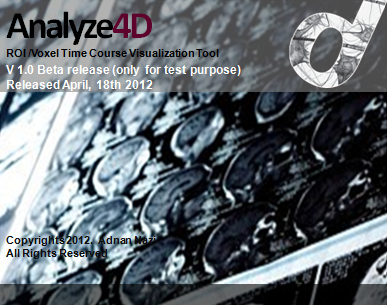 Analyze4D
ROI /Voxel Time Course Visualization Tool
V 1.0 Beta release (only for test purpose)
Released April, 18th 2012
Copyrights 2012. Adnan
All Rights Reserved